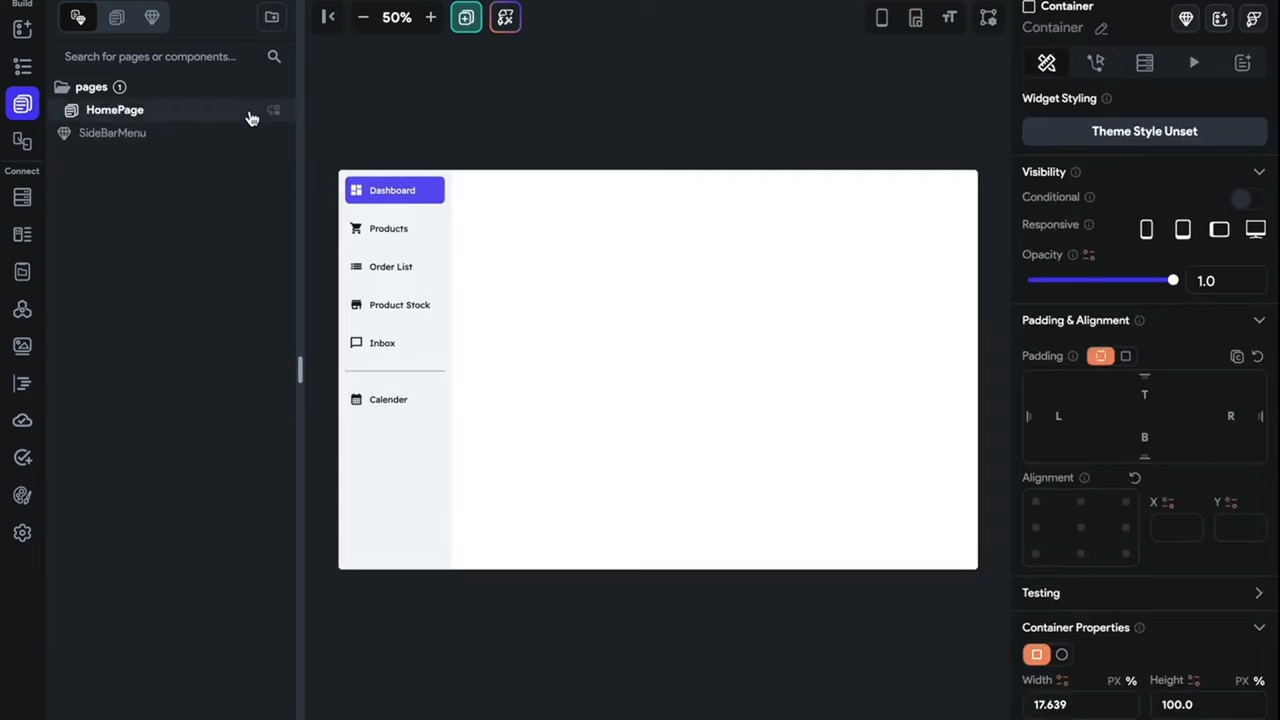 Build
50%
Container
Container
Search for pages or components...
pages 1
HomePage
SideBarMenu
Connect
Dashboard
Products
Order List
Product Stock
Inbox
Calender
Widget Styling
Theme Style Unset
Visibility
Conditional
Responsive
Opacity
1.0
Padding & Alignment
Padding
T
L
R
B
Alignment
X
Y
Testing
Container Properties
Width PX % Height PX %
17.639 100.0